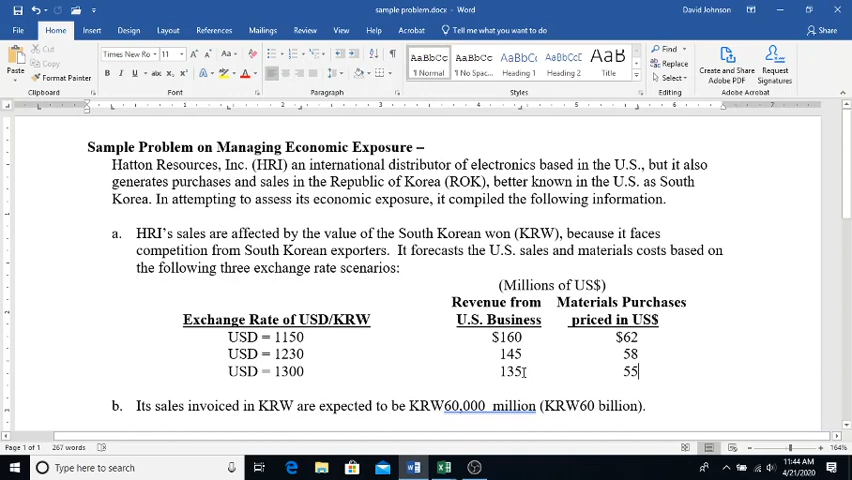 sample problem.docx - Word
David Johnson
File Home Insert Draw Design Layout References Mailings Review View Help Acrobat Tell me what you want to do Share
Cut
Copy
Paste
Format Painter
Times New Ro 11
AaBbCc AaBbCc AaBbC AaBbCc AaB
¶ Normal ¶ No Spac... Heading 1 Heading 2 Title
Find
Replace
Select
Create and Share
Adobe PDF
Request
Signatures
Clipboard Font Paragraph Styles Editing Adobe Acrobat
Sample Problem on Managing Economic Exposure –
Hatton Resources, Inc. (HRI) an international distributor of electronics based in the U.S., but it also
generates purchases and sales in the Republic of Korea (ROK), better known in the U.S. as South
Korea. In attempting to assess its economic exposure, it compiled the following information.
a. HRI's sales are affected by the value of the South Korean won (KRW), because it faces
competition from South Korean exporters. It forecasts the U.S. sales and materials costs based on
the following three exchange rate scenarios:
(Millions of US$)
Revenue from Materials Purchases
Exchange Rate of USD/KRW U.S. Business priced in US$
USD = 1150 $160 $62
USD = 1230 145 58
USD = 1300 135 55
b. Its sales invoiced in KRW are expected to be KRW60,000 million (KRW60 billion).
Page 1 of 1 267 words 164%
Type here to search
11:44 AM
4/21/2020